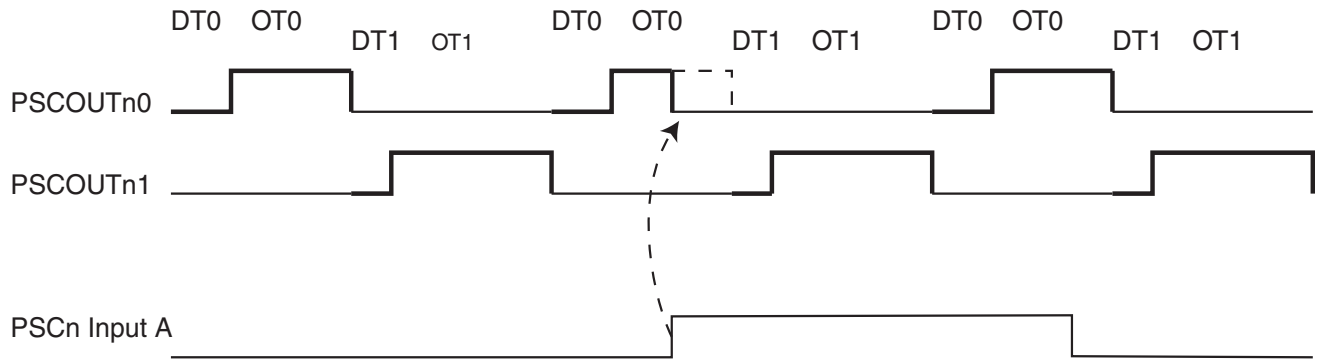 DT0 OT0 DT0 OT0 DT0 OT0
DT1 OT1 DT1 OT1 DT1 OT1
PSCOUTn0
PSCOUTn1
PSCn Input A